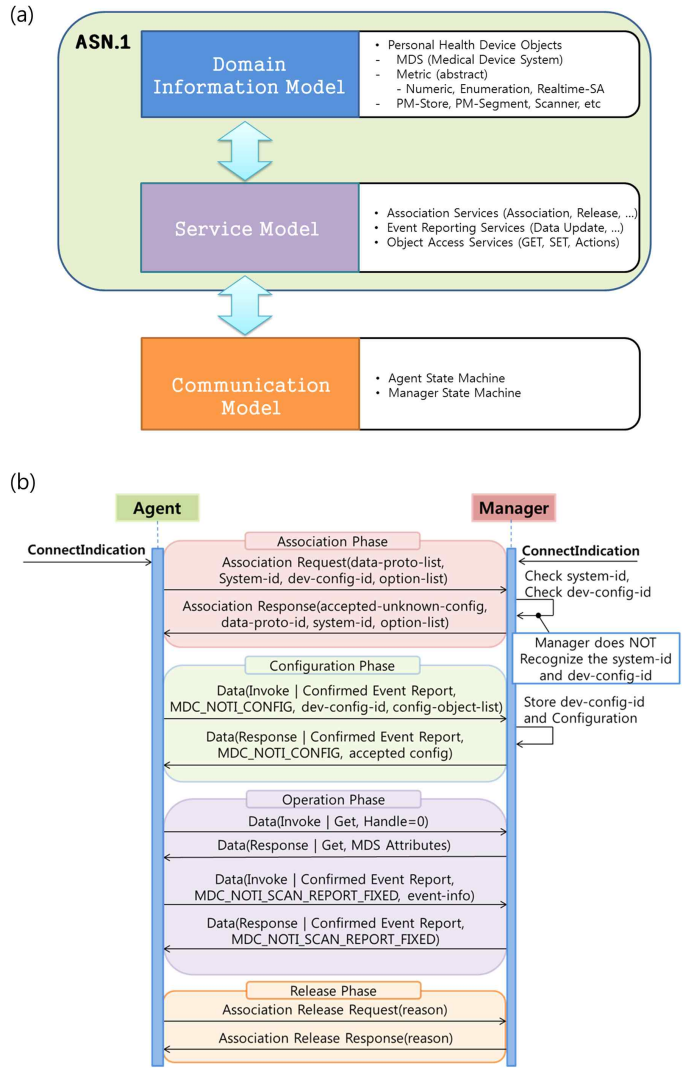 (a)
ASN.1
Domain
Information Model
• Personal Health Device Objects
- MDS (Medical Device System)
- Metric (abstract)
- Numeric, Enumeration, Realtime-SA
- PM-Store, PM-Segment, Scanner, etc
Service Model
• Association Services (Association, Release, ...)
• Event Reporting Services (Data Update, ...)
• Object Access Services (GET, SET, Actions)
Communication
Model
• Agent State Machine
• Manager State Machine
(b)
Agent
Manager
ConnectIndication
Association Phase
ConnectIndication
Association Request(data-proto-list,
System-id, dev-config-id, option-list)
Check system-id,
Check dev-config-id
Association Response(accepted-unknown-config,
data-proto-id, system-id, option-list)
Manager does NOT
Recognize the system-id
and dev-config-id
Configuration Phase
Data(Invoke | Confirmed Event Report,
MDC_NOTI_CONFIG, dev-config-id, config-object-list)
Store dev-config-id
and Configuration
Data(Response | Confirmed Event Report,
MDC_NOTI_CONFIG, accepted config)
Operation Phase
Data(Invoke | Get, Handle=0)
Data(Response | Get, MDS Attributes)
Data(Invoke | Confirmed Event Report,
MDC_NOTI_SCAN_REPORT_FIXED, event-info)
Data(Response | Confirmed Event Report,
MDC_NOTI_SCAN_REPORT_FIXED)
Release Phase
Association Release Request(reason)
Association Release Response(reason)